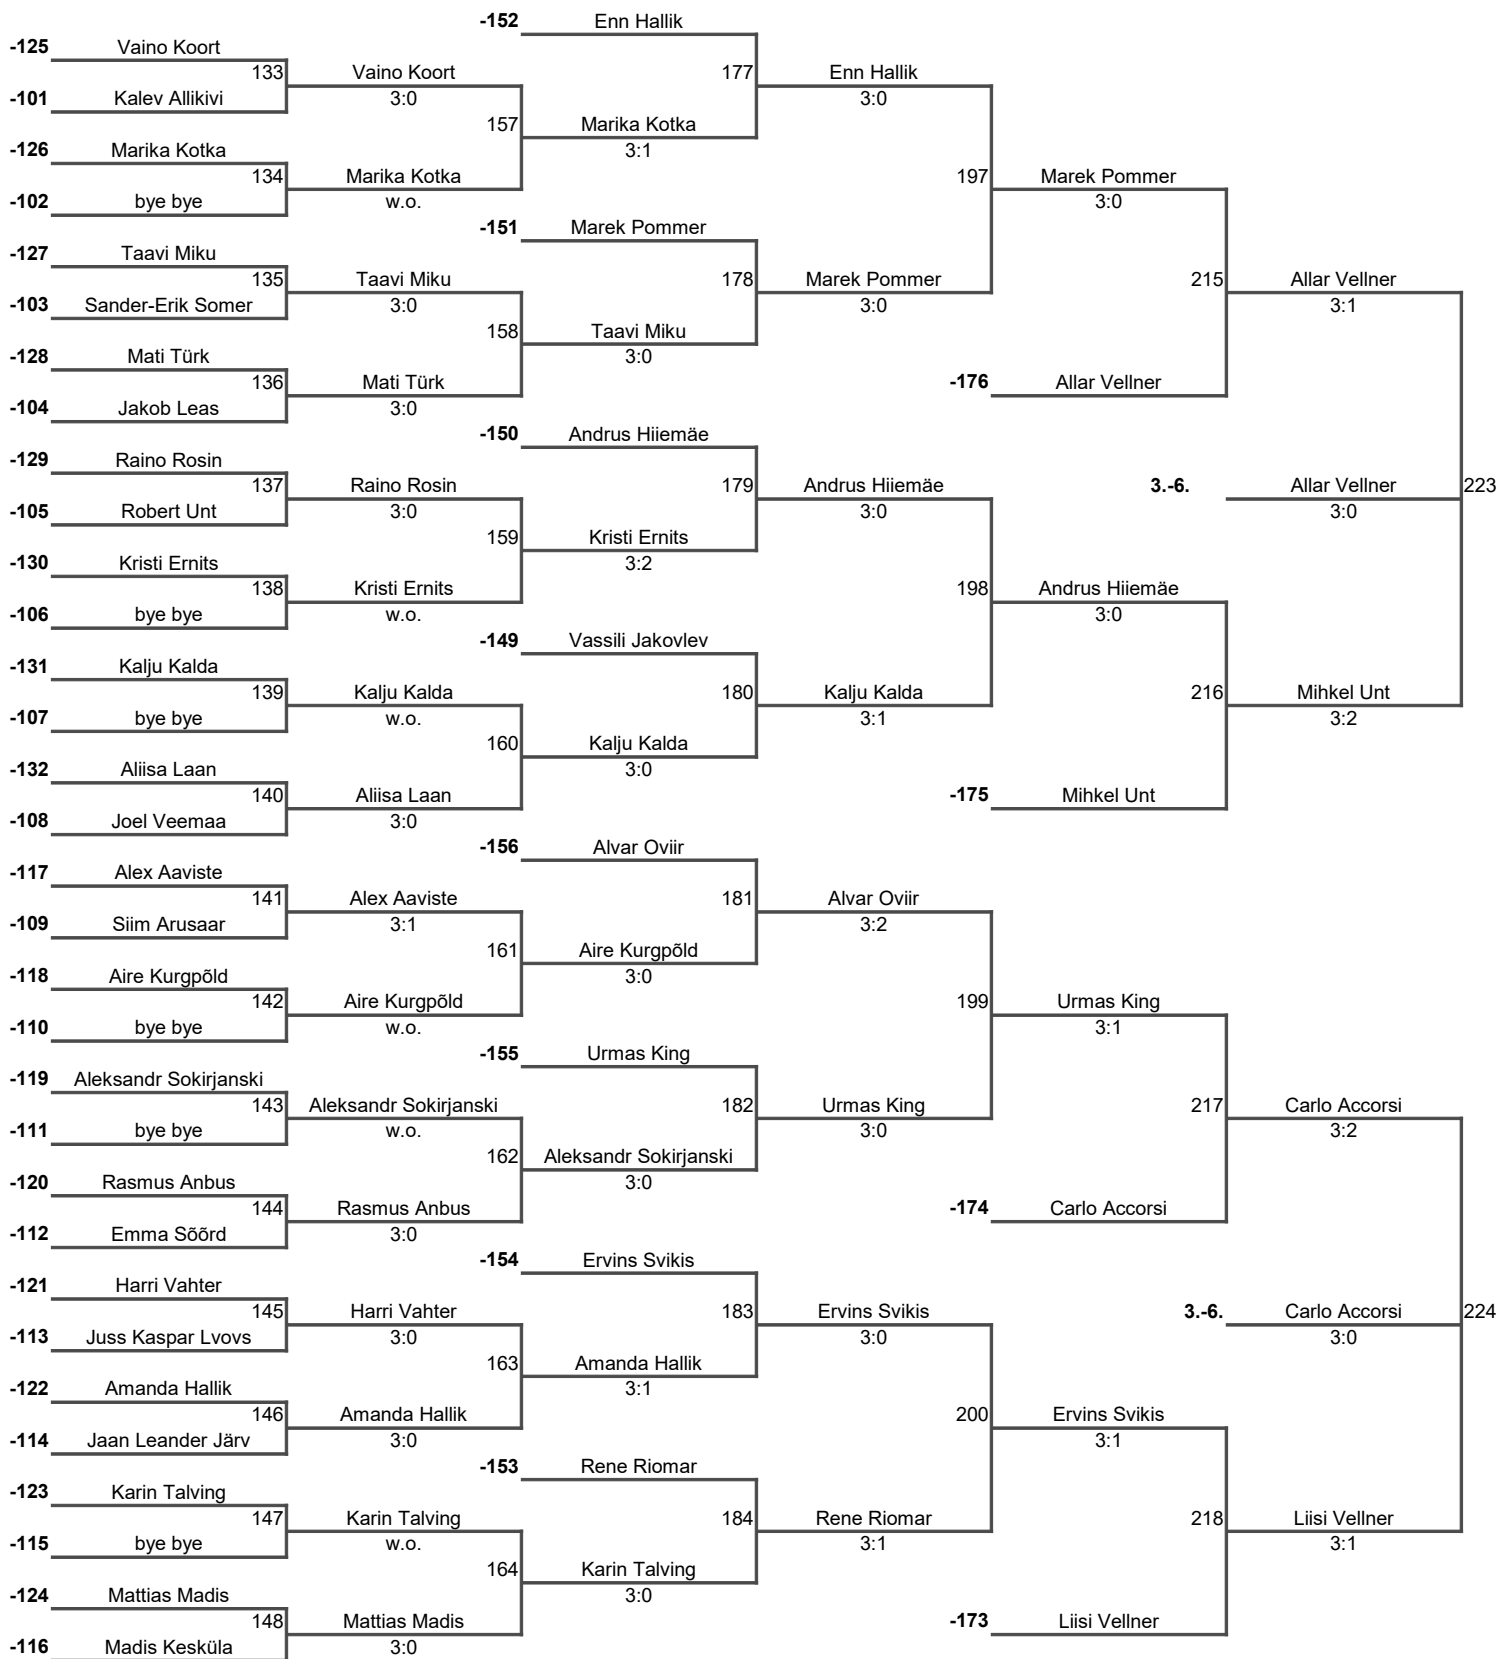 -152 Enn Hallik
-125 Vaino Koort
133 Vaino Koort 177 Enn Hallik
-101 Kalev Allikivi 3:0 3:0
157 Marika Kotka
-126 Marika Kotka 3:1
134 Marika Kotka 197 Marek Pommer
-102 bye bye w.o. 3:0
-151 Marek Pommer
-127 Taavi Miku
135 Taavi Miku 178 Marek Pommer 215 Allar Vellner
-103 Sander-Erik Somer 3:0 3:0 3:1
158 Taavi Miku
-128 Mati Türk 3:0
136 Mati Türk -176 Allar Vellner
-104 Jakob Leas 3:0
-150 Andrus Hiiemäe
-129 Raino Rosin
137 Raino Rosin 179 Andrus Hiiemäe 3.-6. Allar Vellner 223
-105 Robert Unt 3:0 3:0 3:0
159 Kristi Ernits
-130 Kristi Ernits 3:2
138 Kristi Ernits 198 Andrus Hiiemäe
-106 bye bye w.o. 3:0
-149 Vassili Jakovlev
-131 Kalju Kalda
139 Kalju Kalda 180 Kalju Kalda 216 Mihkel Unt
-107 bye bye w.o. 3:1 3:2
160 Kalju Kalda
-132 Aliisa Laan 3:0
140 Aliisa Laan -175 Mihkel Unt
-108 Joel Veemaa 3:0
-156 Alvar Oviir
-117 Alex Aaviste
141 Alex Aaviste 181 Alvar Oviir
-109 Siim Arusaar 3:1 3:2
161 Aire Kurgpõld
-118 Aire Kurgpõld 3:0
142 Aire Kurgpõld 199 Urmas King
-110 bye bye w.o. 3:1
-155 Urmas King
-119 Aleksandr Sokirjanski
143 Aleksandr Sokirjanski 182 Urmas King 217 Carlo Accorsi
-111 bye bye w.o. 3:0 3:2
162 Aleksandr Sokirjanski
-120 Rasmus Anbus 3:0
144 Rasmus Anbus -174 Carlo Accorsi
-112 Emma Sõõrd 3:0
-154 Ervins Svikis
-121 Harri Vahter
145 Harri Vahter 183 Ervins Svikis 3.-6. Carlo Accorsi 224
-113 Juss Kaspar Lvovs 3:0 3:0 3:0
163 Amanda Hallik
-122 Amanda Hallik 3:1
146 Amanda Hallik 200 Ervins Svikis
-114 Jaan Leander Järv 3:0 3:1
-153 Rene Riomar
-123 Karin Talving
147 Karin Talving 184 Rene Riomar 218 Liisi Vellner
-115 bye bye w.o. 3:1 3:1
164 Karin Talving
-124 Mattias Madis 3:0
148 Mattias Madis -173 Liisi Vellner
-116 Madis Kesküla 3:0